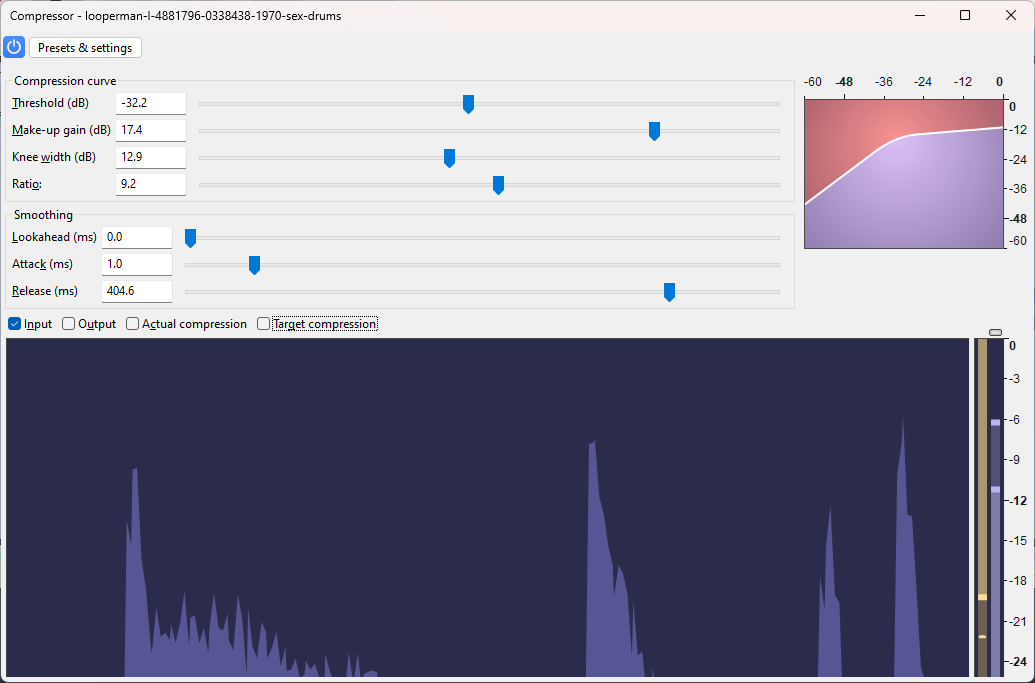 Compressor - looperman-l-4881796-0338438-1970-sex-drums
Presets & settings
Compression curve
Threshold (dB) -32.2
Make-up gain (dB) 17.4
Knee width (dB) 12.9
Ratio: 9.2
-60 -48 -36 -24 -12 0
0
-12
-24
-36
-48
-60
Smoothing
Lookahead (ms) 0.0
Attack (ms) 1.0
Release (ms) 404.6
Input Output Actual compression Target compression
0
-3
-6
-9
-12
-15
-18
-21
-24